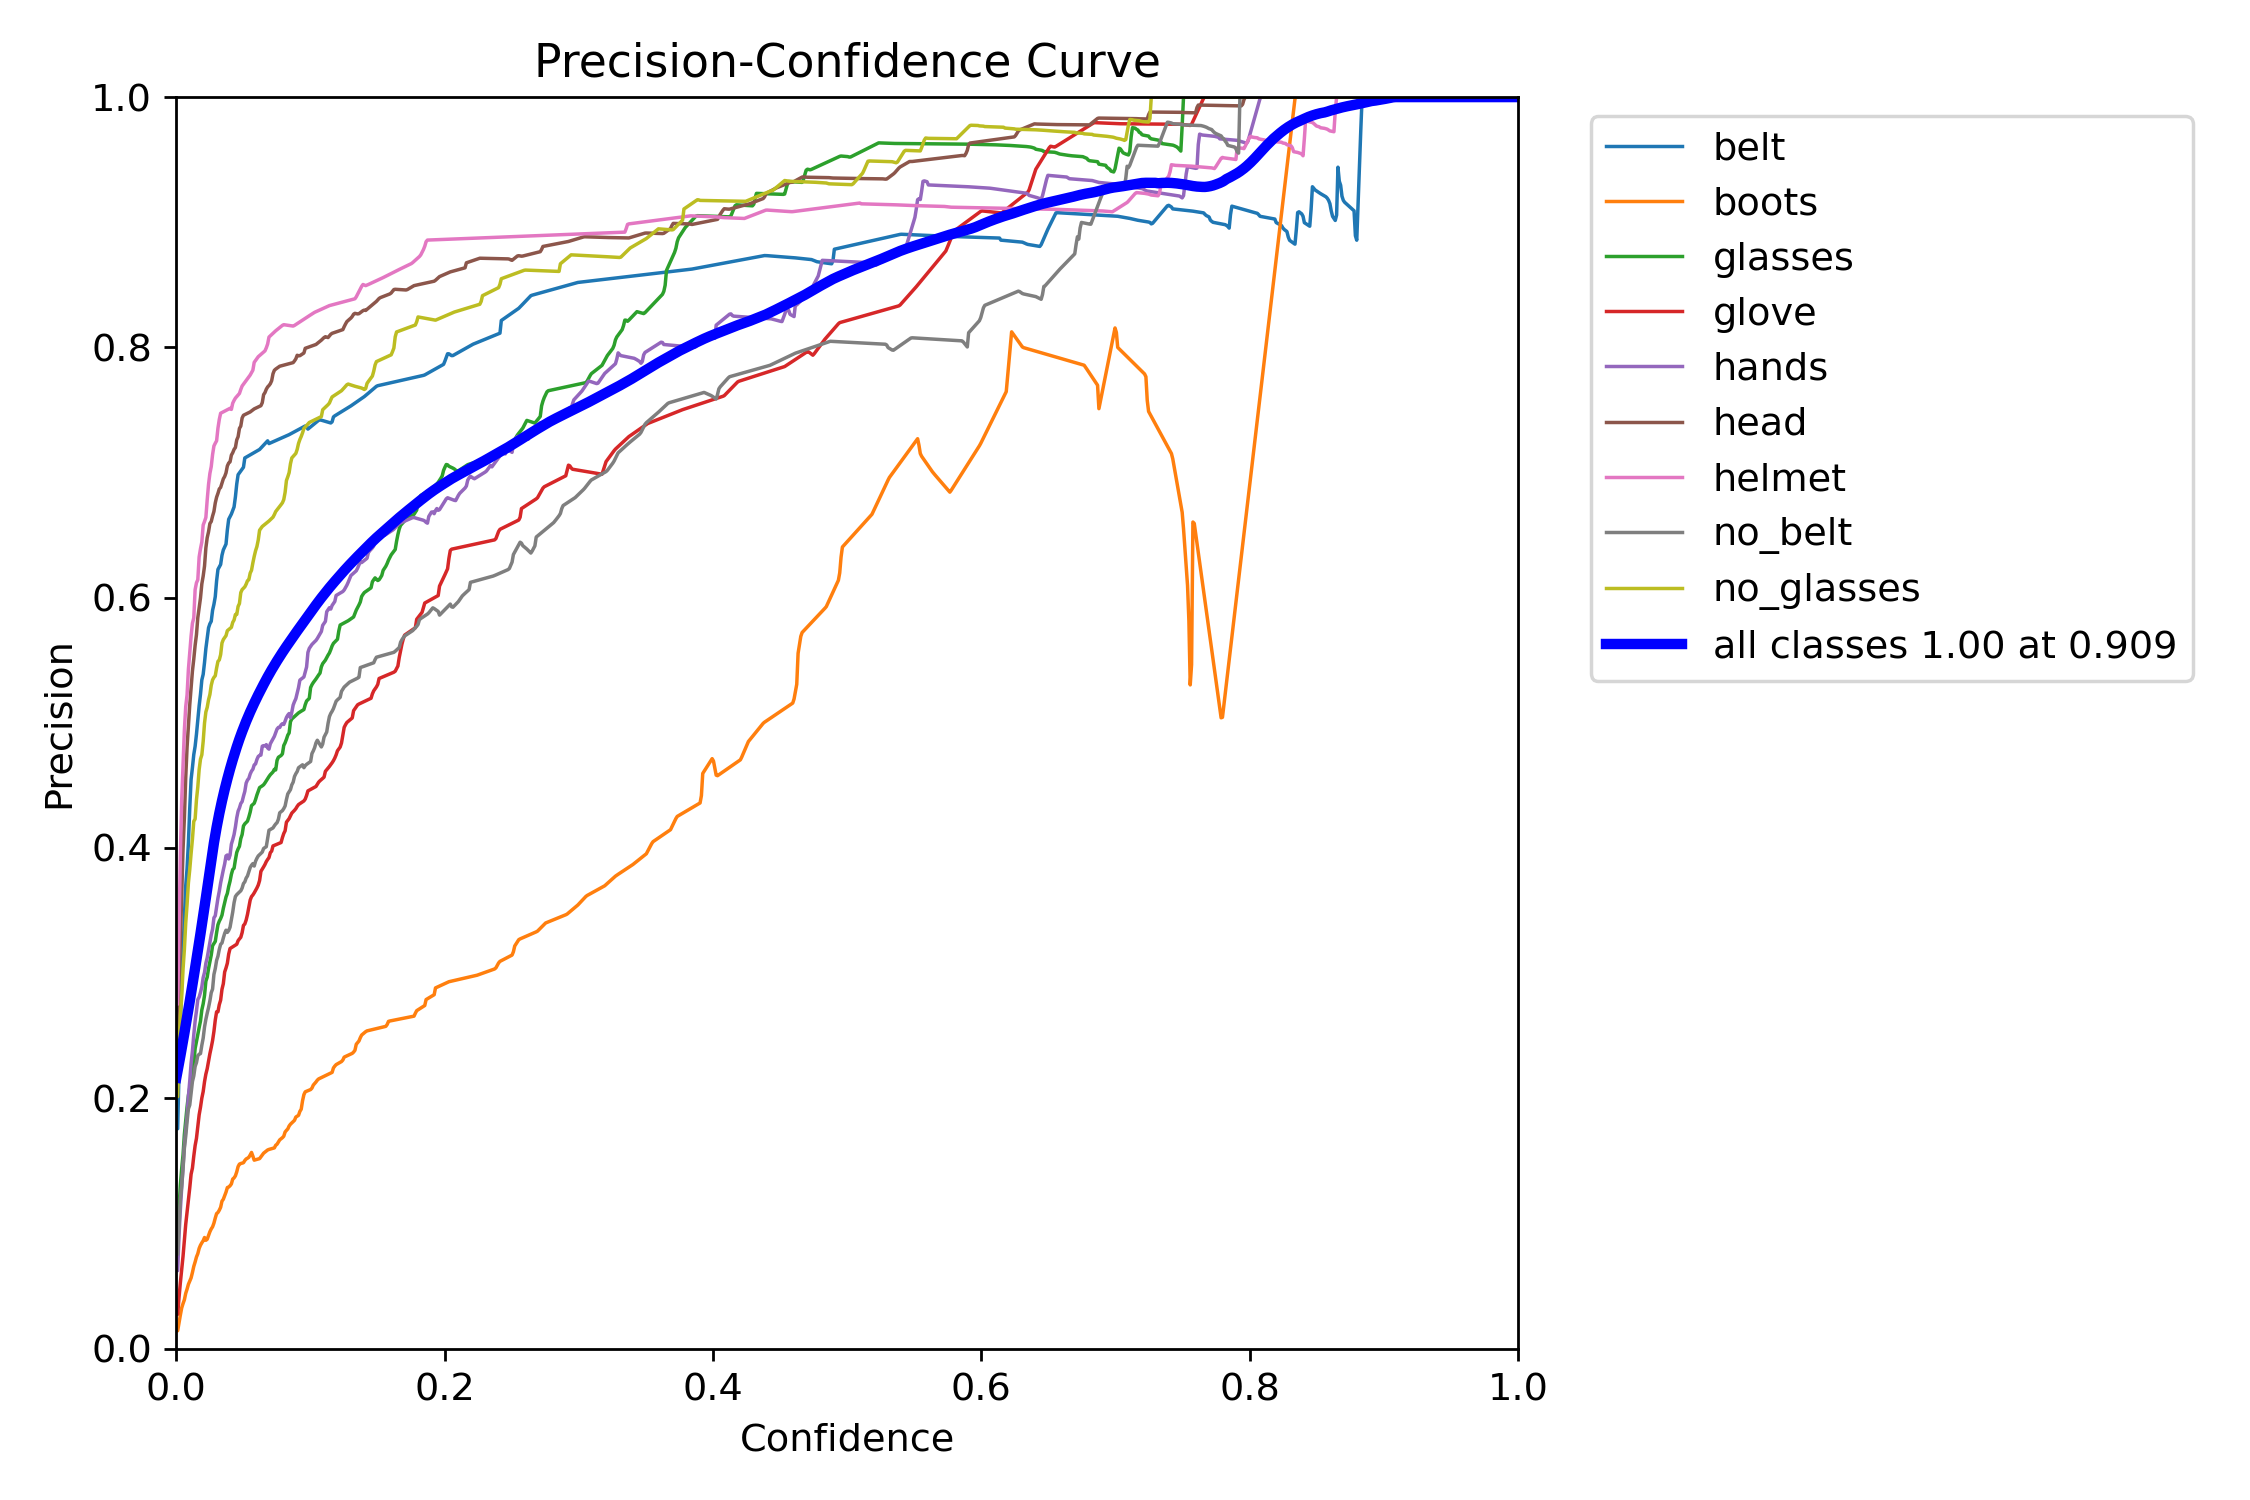 Precision-Confidence Curve
1.0
0.8
0.6
0.4
0.2
0.0
Precision
0.0 0.2 0.4 0.6 0.8 1.0
Confidence
belt
boots
glasses
glove
hands
head
helmet
no_belt
no_glasses
all classes 1.00 at 0.909